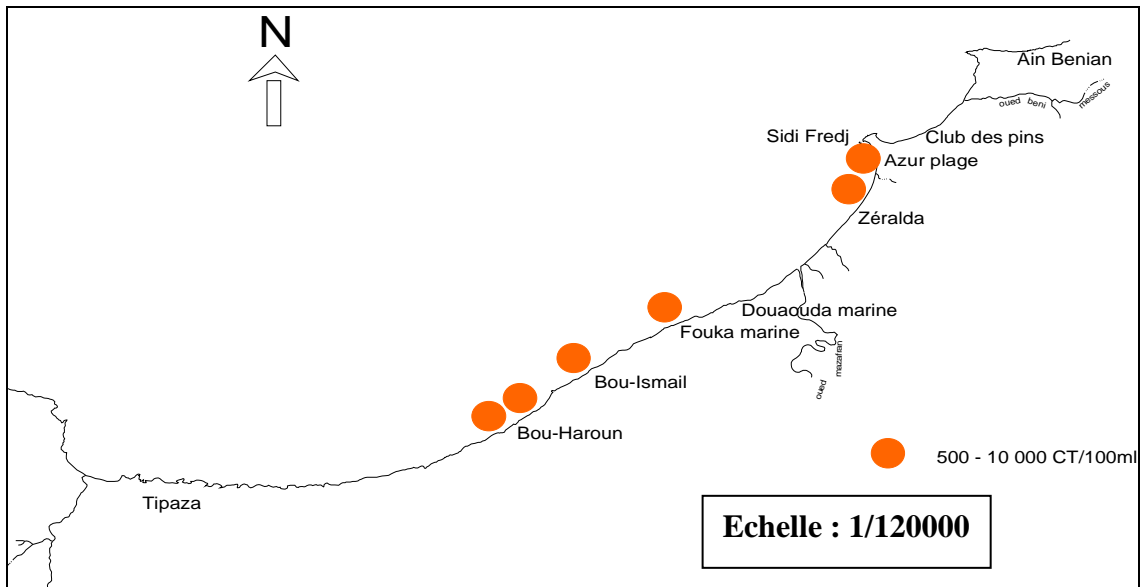 N
Ain Benian
oued beni messous
Sidi Fredj
Club des pins
Azur plage
Zéralda
Douaouda marine
Fouka marine
oued mazafran
Bou-Ismail
Bou-Haroun
500 - 10 000 CT/100ml
Tipaza
Echelle : 1/120000